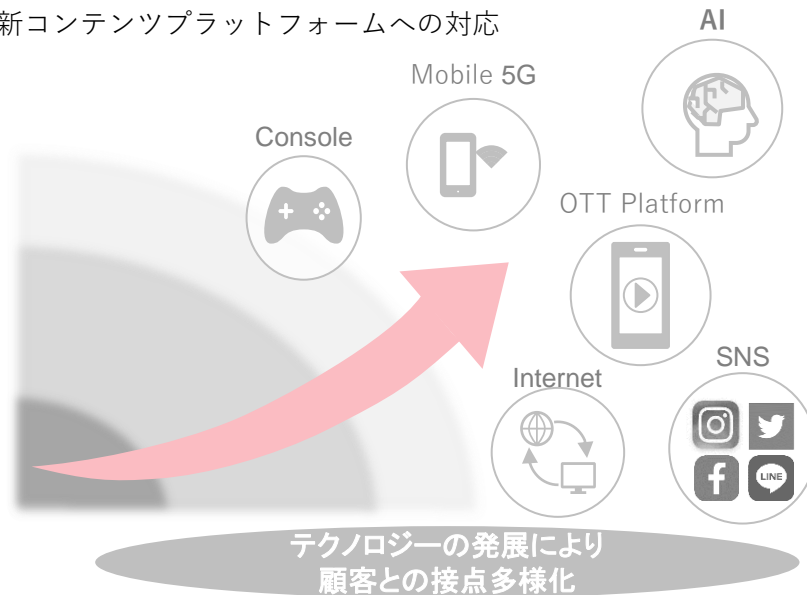 新コンテンツプラットフォームへの対応
AI
Mobile 5G
Console
OTT Platform
SNS
Internet
LINE
テクノロジーの発展により
顧客との接点多様化